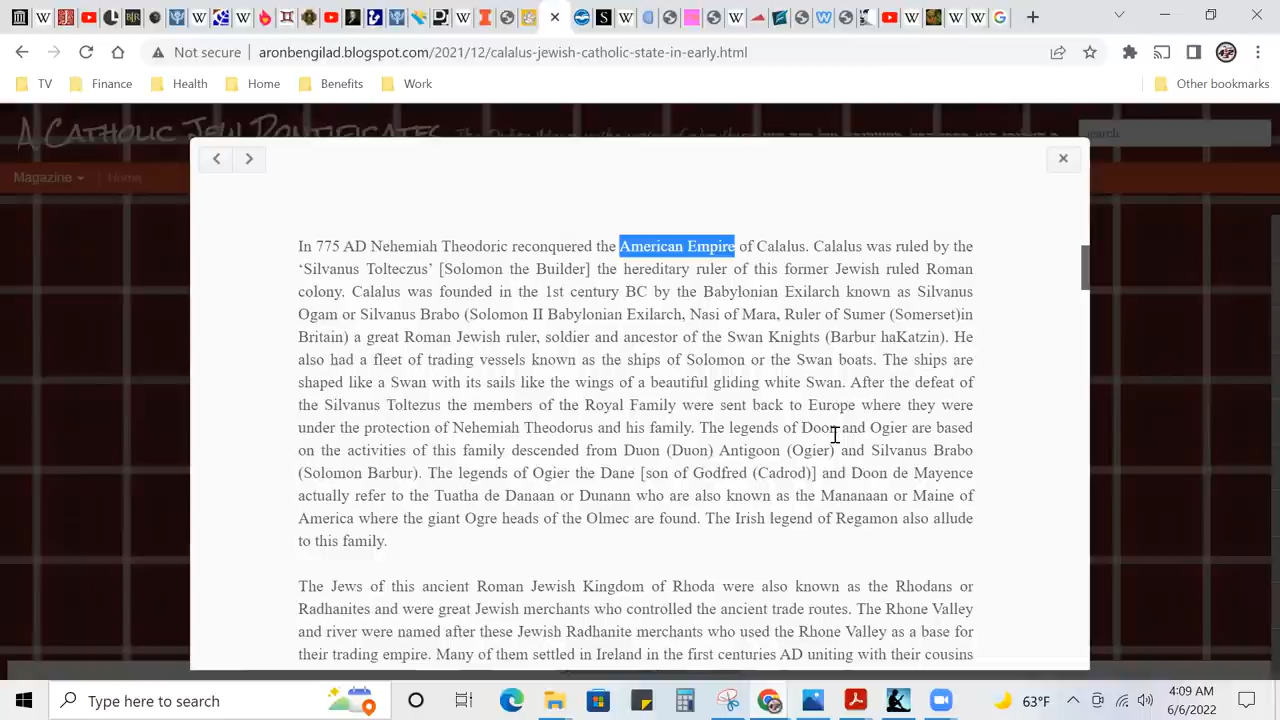 Not secure
aronbengilad.blogspot.com/2021/12/calalus-jewish-catholic-state-in-early.html
TV
Finance
Health
Home
Benefits
Work
Other bookmarks
A Catholic Jew Pontificates
search
Magazine
Home
In 775 AD Nehemiah Theodoric reconquered the American Empire of Calalus. Calalus was ruled by the
‘Silvanus Tolteczus’ [Solomon the Builder] the hereditary ruler of this former Jewish ruled Roman
colony. Calalus was founded in the 1st century BC by the Babylonian Exilarch known as Silvanus
Ogam or Silvanus Brabo (Solomon II Babylonian Exilarch, Nasi of Mara, Ruler of Sumer (Somerset)in
Britain) a great Roman Jewish ruler, soldier and ancestor of the Swan Knights (Barbur haKatzin). He
also had a fleet of trading vessels known as the ships of Solomon or the Swan boats. The ships are
shaped like a Swan with its sails like the wings of a beautiful gliding white Swan. After the defeat of
the Silvanus Toltezus the members of the Royal Family were sent back to Europe where they were
under the protection of Nehemiah Theodorus and his family. The legends of Doon and Ogier are based
on the activities of this family descended from Duon (Duon) Antigoon (Ogier) and Silvanus Brabo
(Solomon Barbur). The legends of Ogier the Dane [son of Godfred (Cadrod)] and Doon de Mayence
actually refer to the Tuatha de Danaan or Dunann who are also known as the Mananaan or Maine of
America where the giant Ogre heads of the Olmec are found. The Irish legend of Regamon also allude
to this family.
The Jews of this ancient Roman Jewish Kingdom of Rhoda were also known as the Rhodans or
Radhanites and were great Jewish merchants who controlled the ancient trade routes. The Rhone Valley
and river were named after these Jewish Radhanite merchants who used the Rhone Valley as a base for
their trading empire. Many of them settled in Ireland in the first centuries AD uniting with their cousins
Type here to search
63°F
4:09 AM
6/6/2022